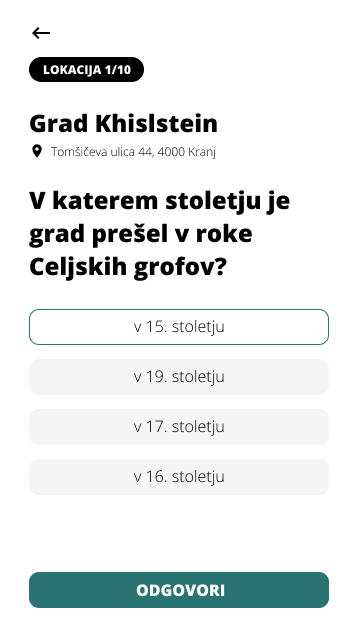 LOKACIJA 1/10
Grad Khislstein
Tomšičeva ulica 44, 4000 Kranj
V katerem stoletju je
grad prešel v roke
Celjskih grofov?
v 15. stoletju
v 19. stoletju
v 17. stoletju
v 16. stoletju
ODGOVORI